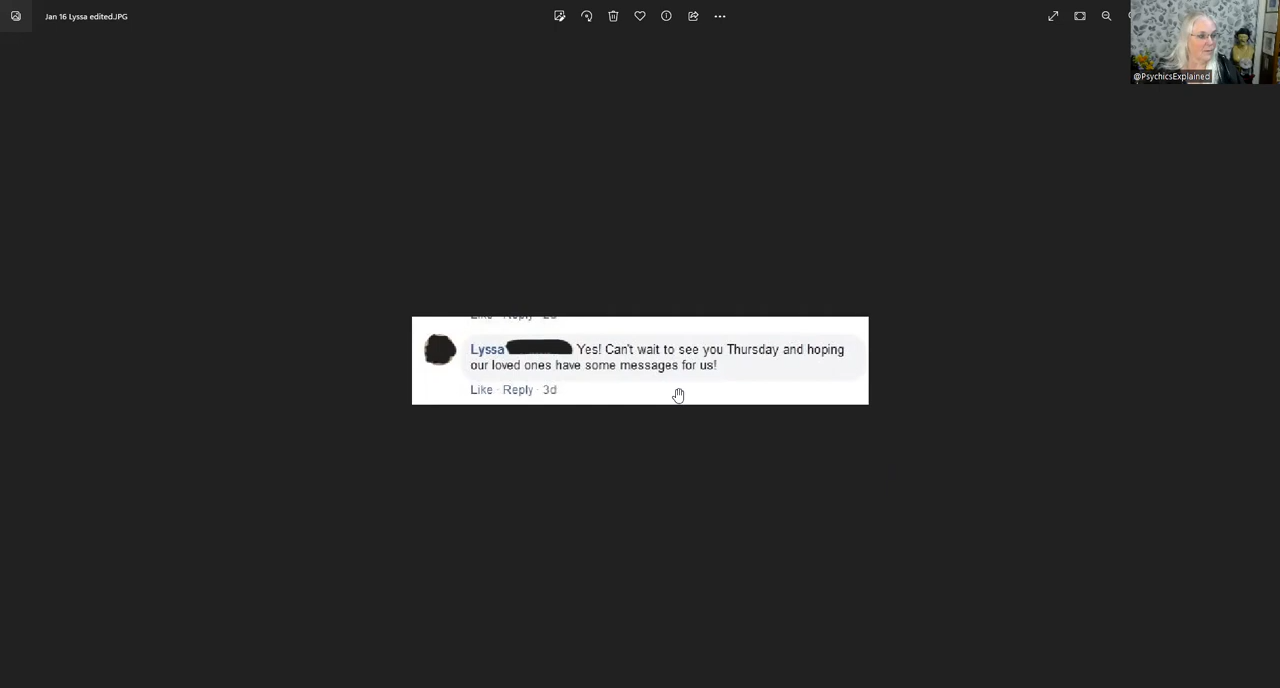 Jan 16 Lyssa edited.JPG
@PsychicsExplained
Like · Reply · 2d
Lyssa Yes! Can't wait to see you Thursday and hoping
our loved ones have some messages for us!
Like · Reply · 3d